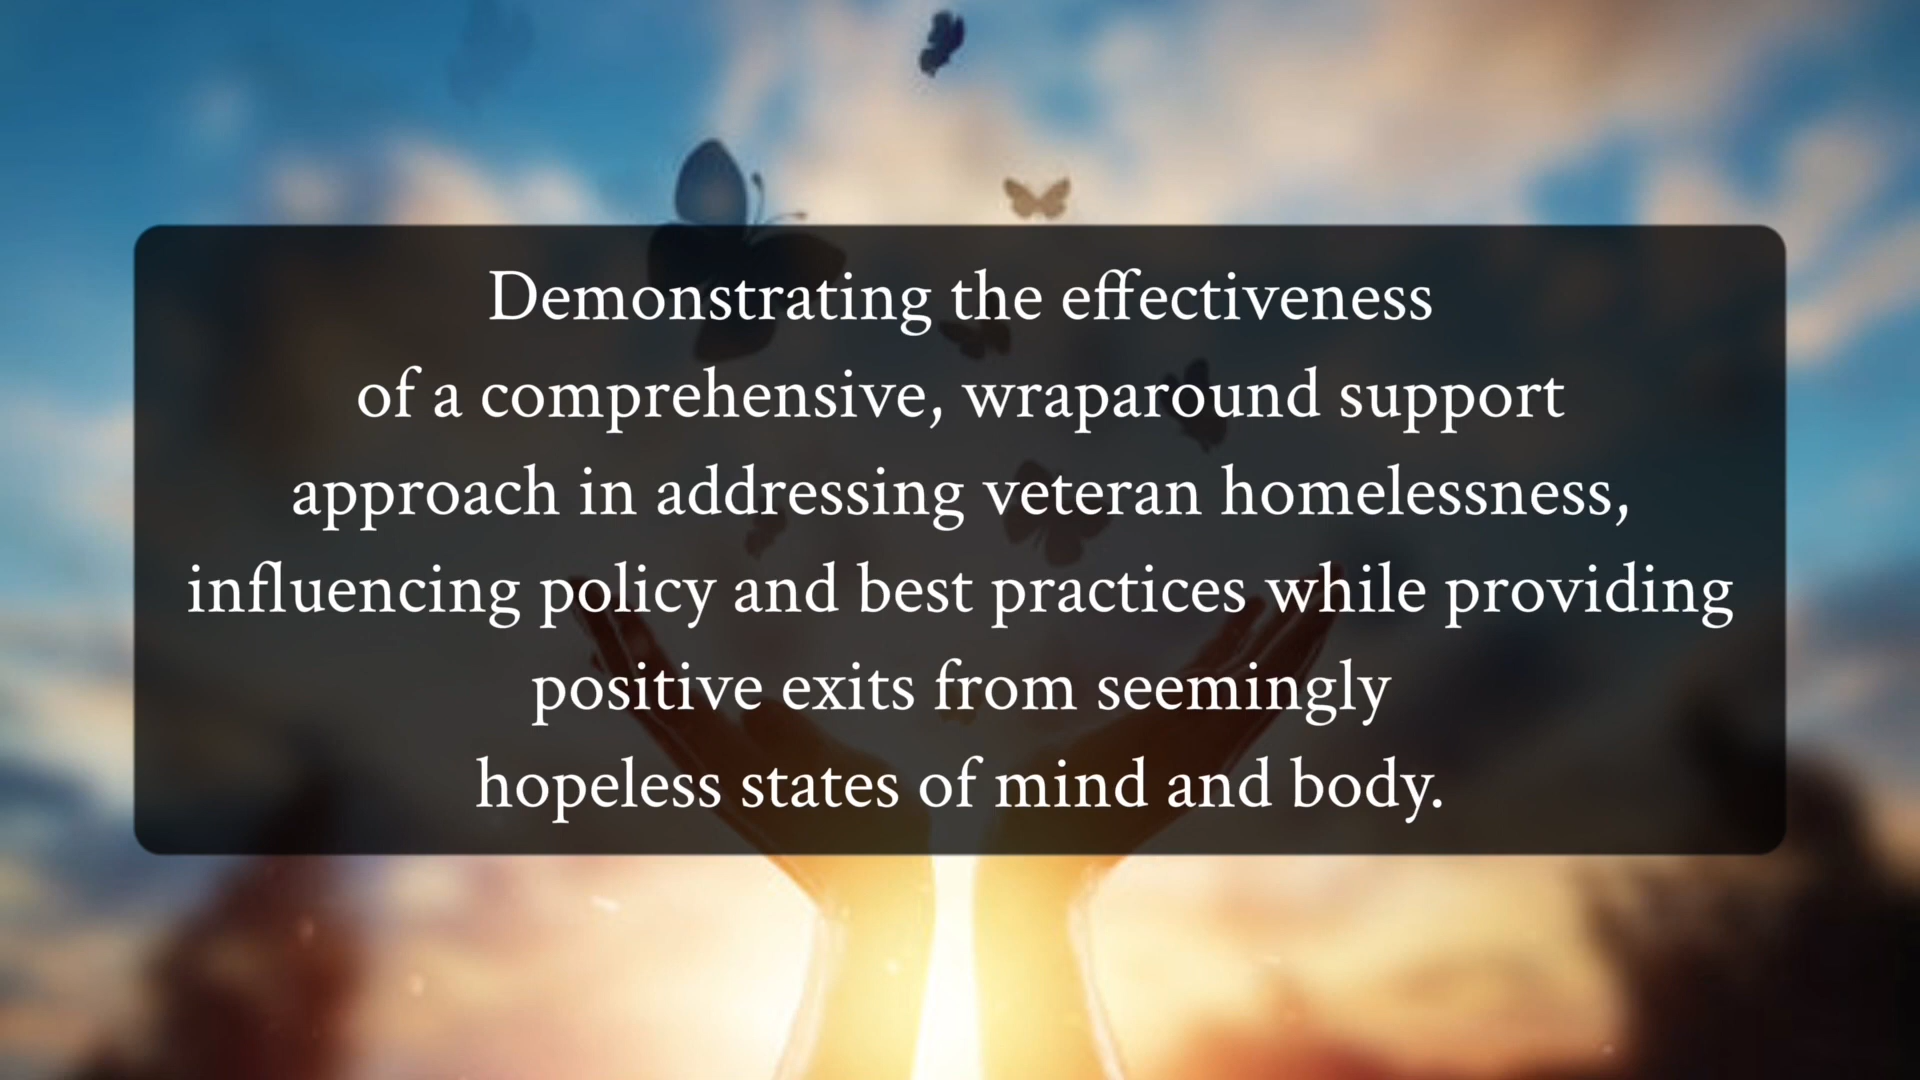 Demonstrating the effectiveness
of a comprehensive, wraparound support
approach in addressing veteran homelessness,
influencing policy and best practices while providing
positive exits from seemingly
hopeless states of mind and body.